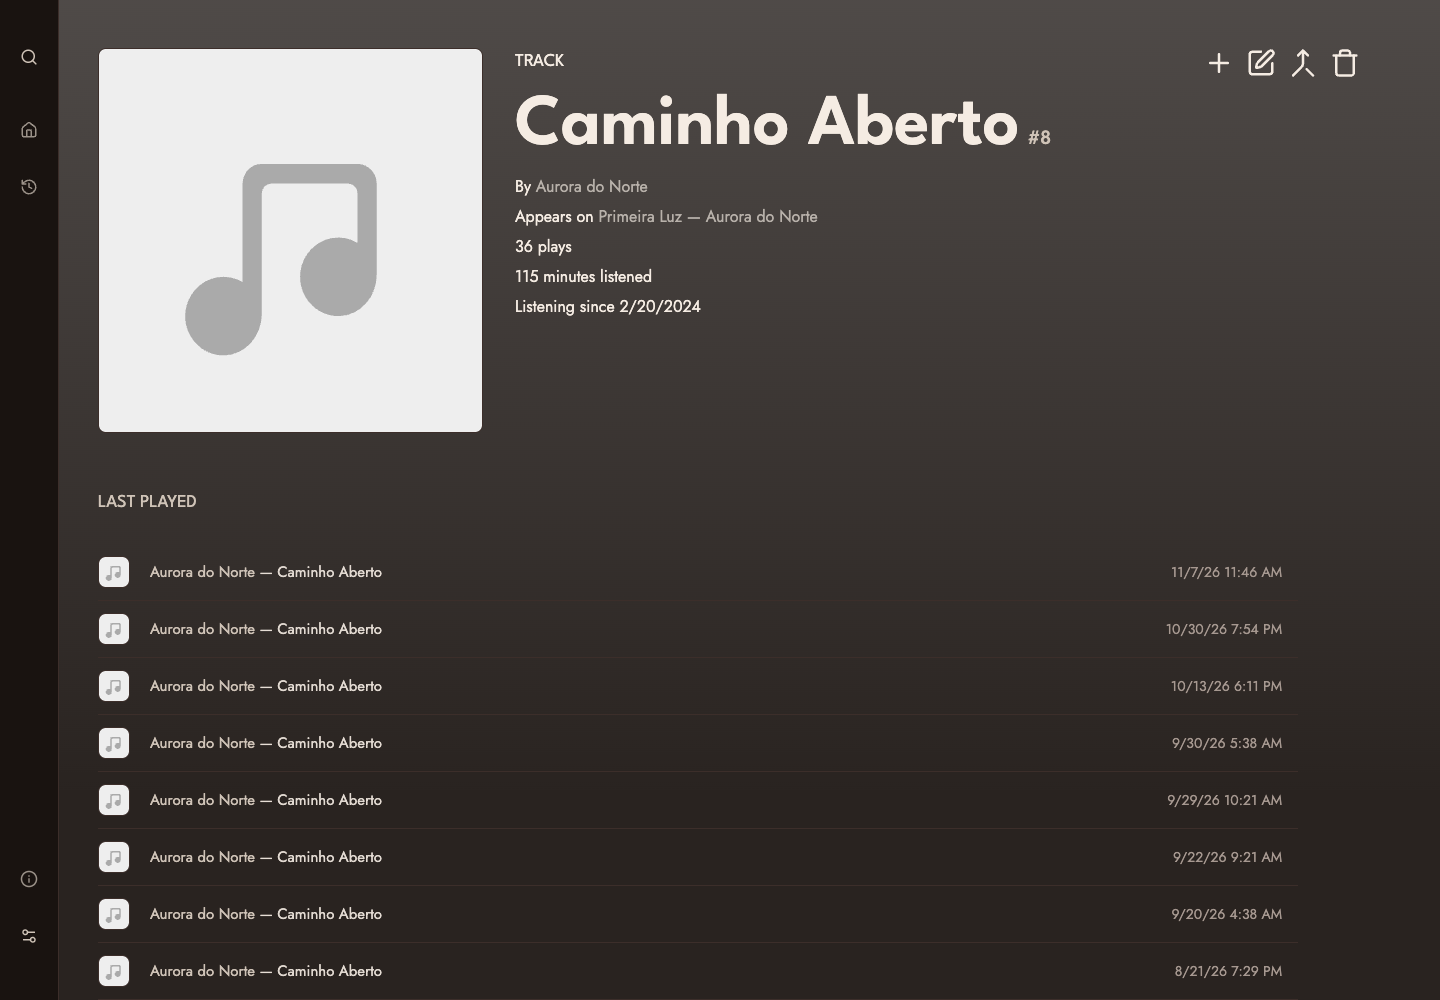 TRACK
Caminho Aberto #8
By Aurora do Norte
Appears on Primeira Luz — Aurora do Norte
36 plays
115 minutes listened
Listening since 2/20/2024
LAST PLAYED
Aurora do Norte — Caminho Aberto 11/7/26 11:46 AM
Aurora do Norte — Caminho Aberto 10/30/26 7:54 PM
Aurora do Norte — Caminho Aberto 10/13/26 6:11 PM
Aurora do Norte — Caminho Aberto 9/30/26 5:38 AM
Aurora do Norte — Caminho Aberto 9/29/26 10:21 AM
Aurora do Norte — Caminho Aberto 9/22/26 9:21 AM
Aurora do Norte — Caminho Aberto 9/20/26 4:38 AM
Aurora do Norte — Caminho Aberto 8/21/26 7:29 PM